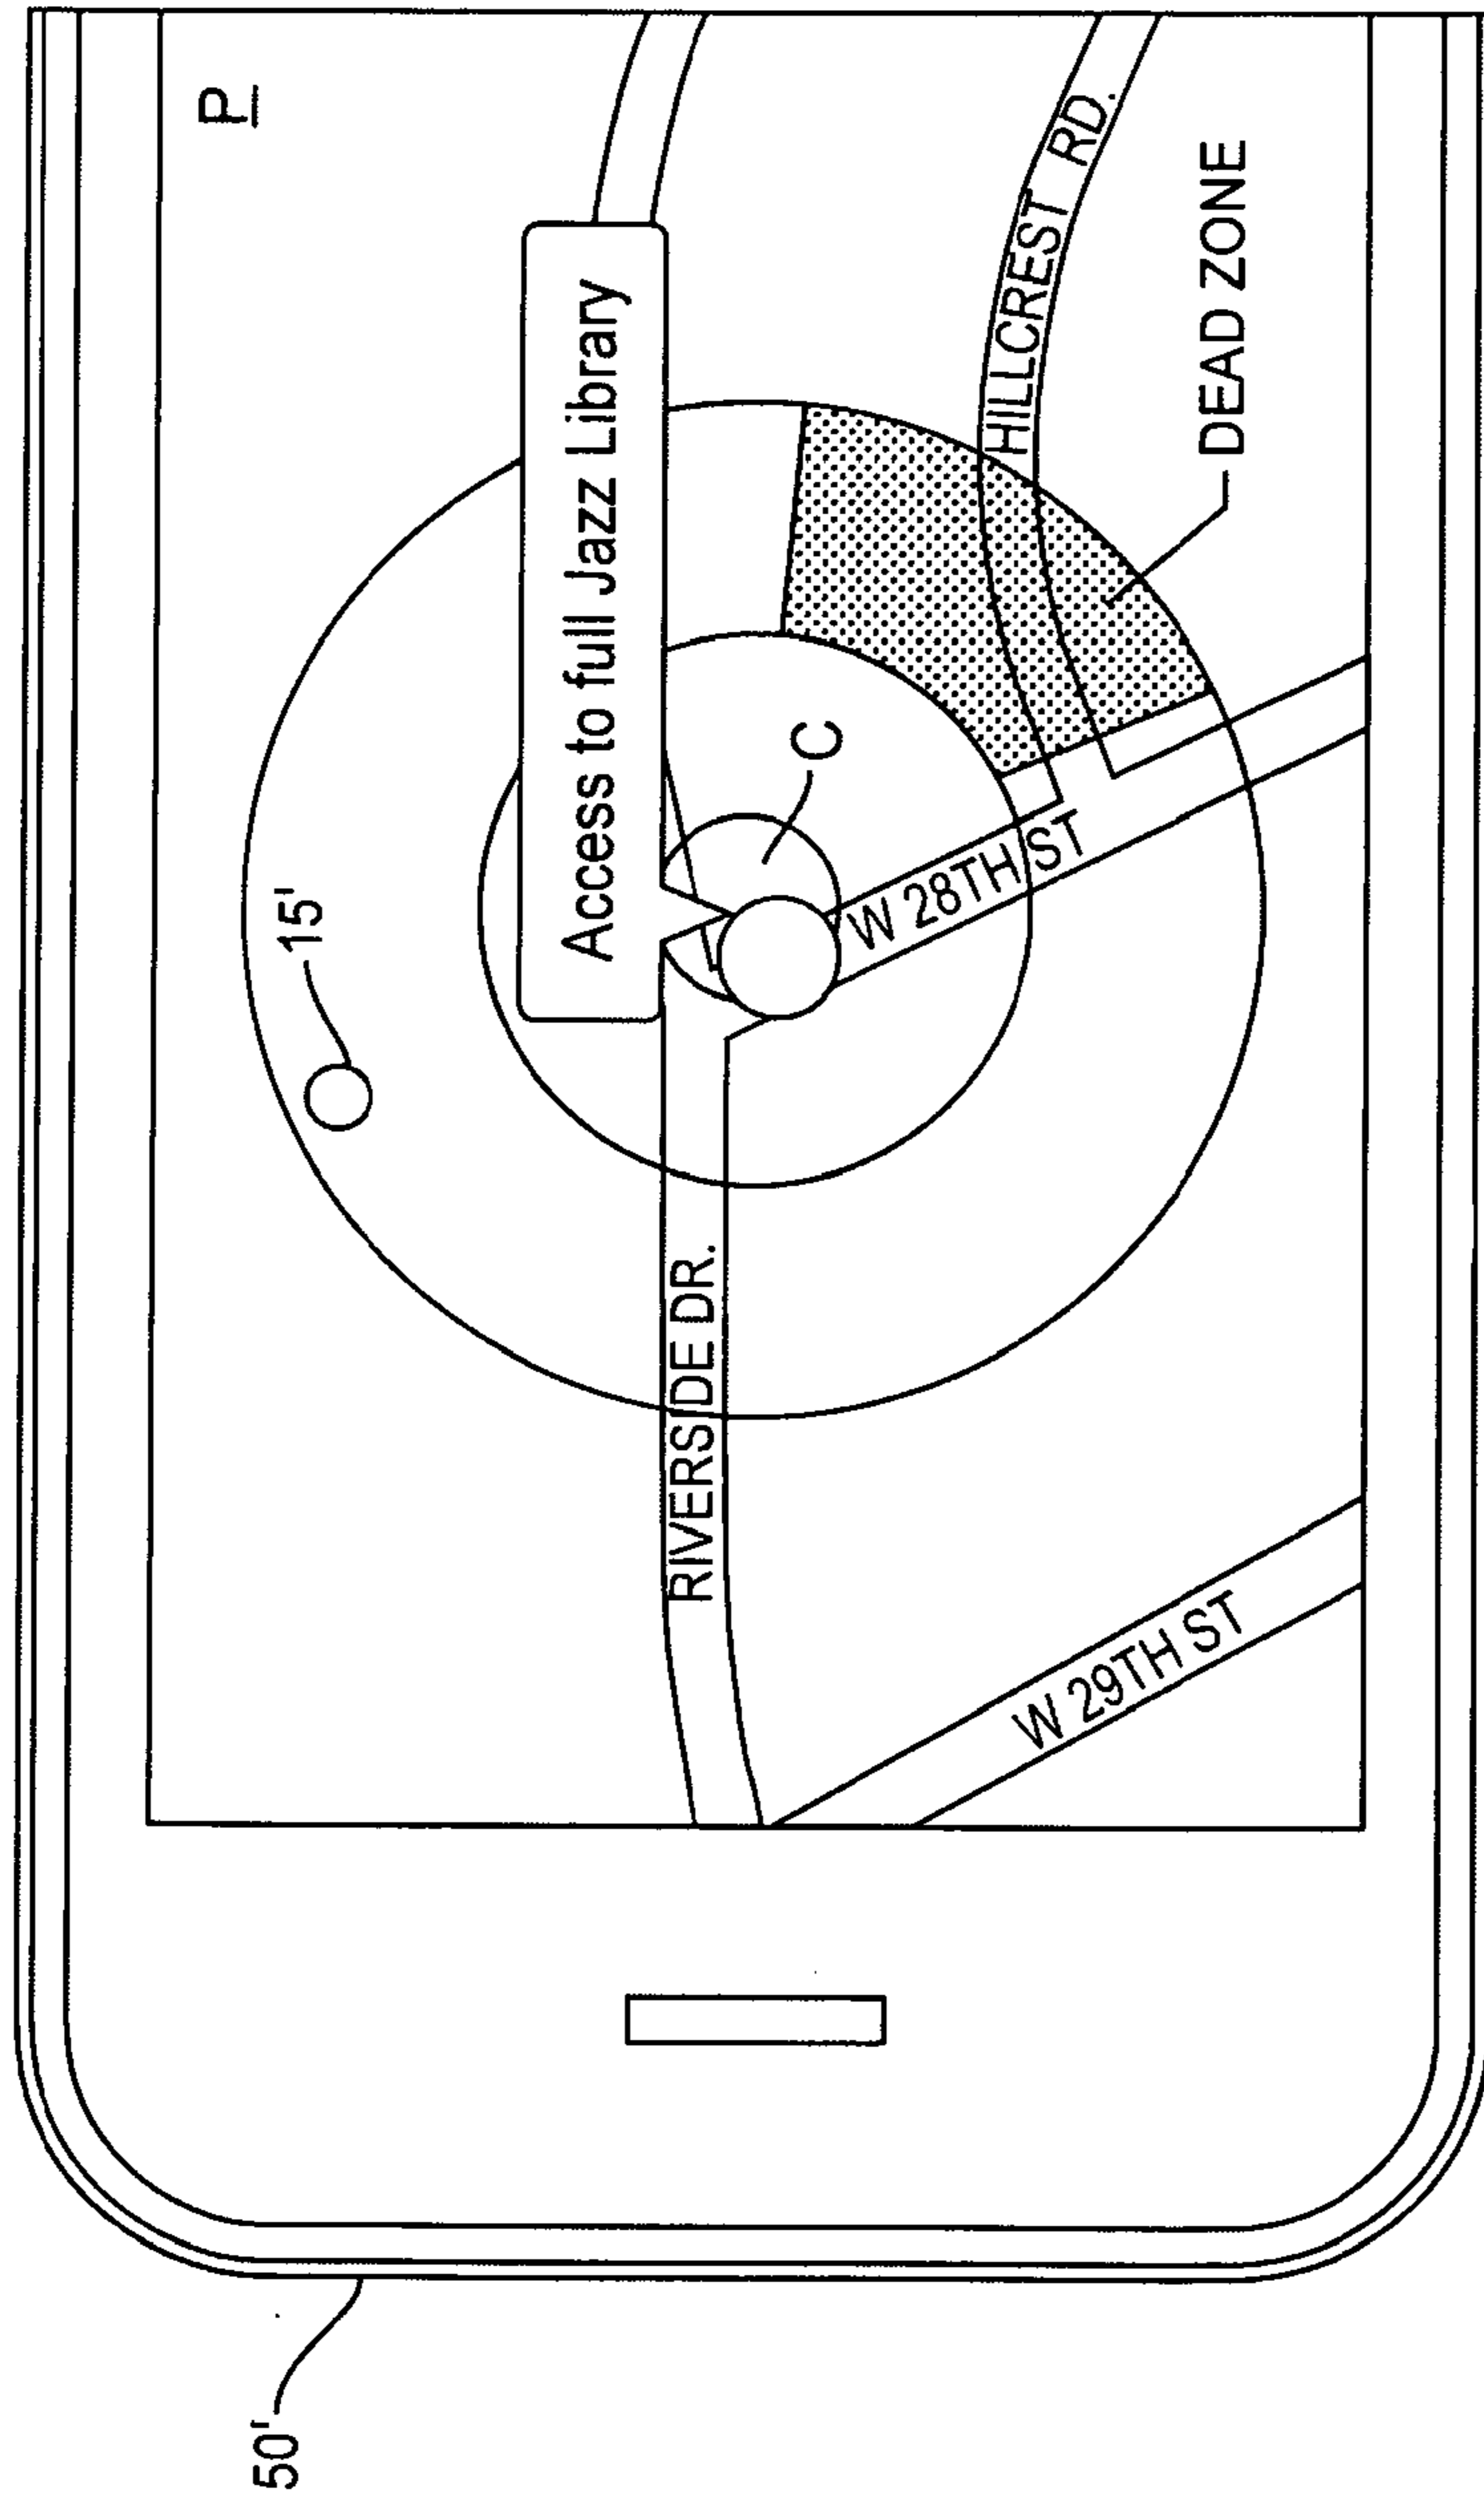 P
15'
Access to full Jazz Library
C
W 28TH ST
HILLCREST RD.
DEAD ZONE
RIVERSIDE DR.
W 29TH ST
50'